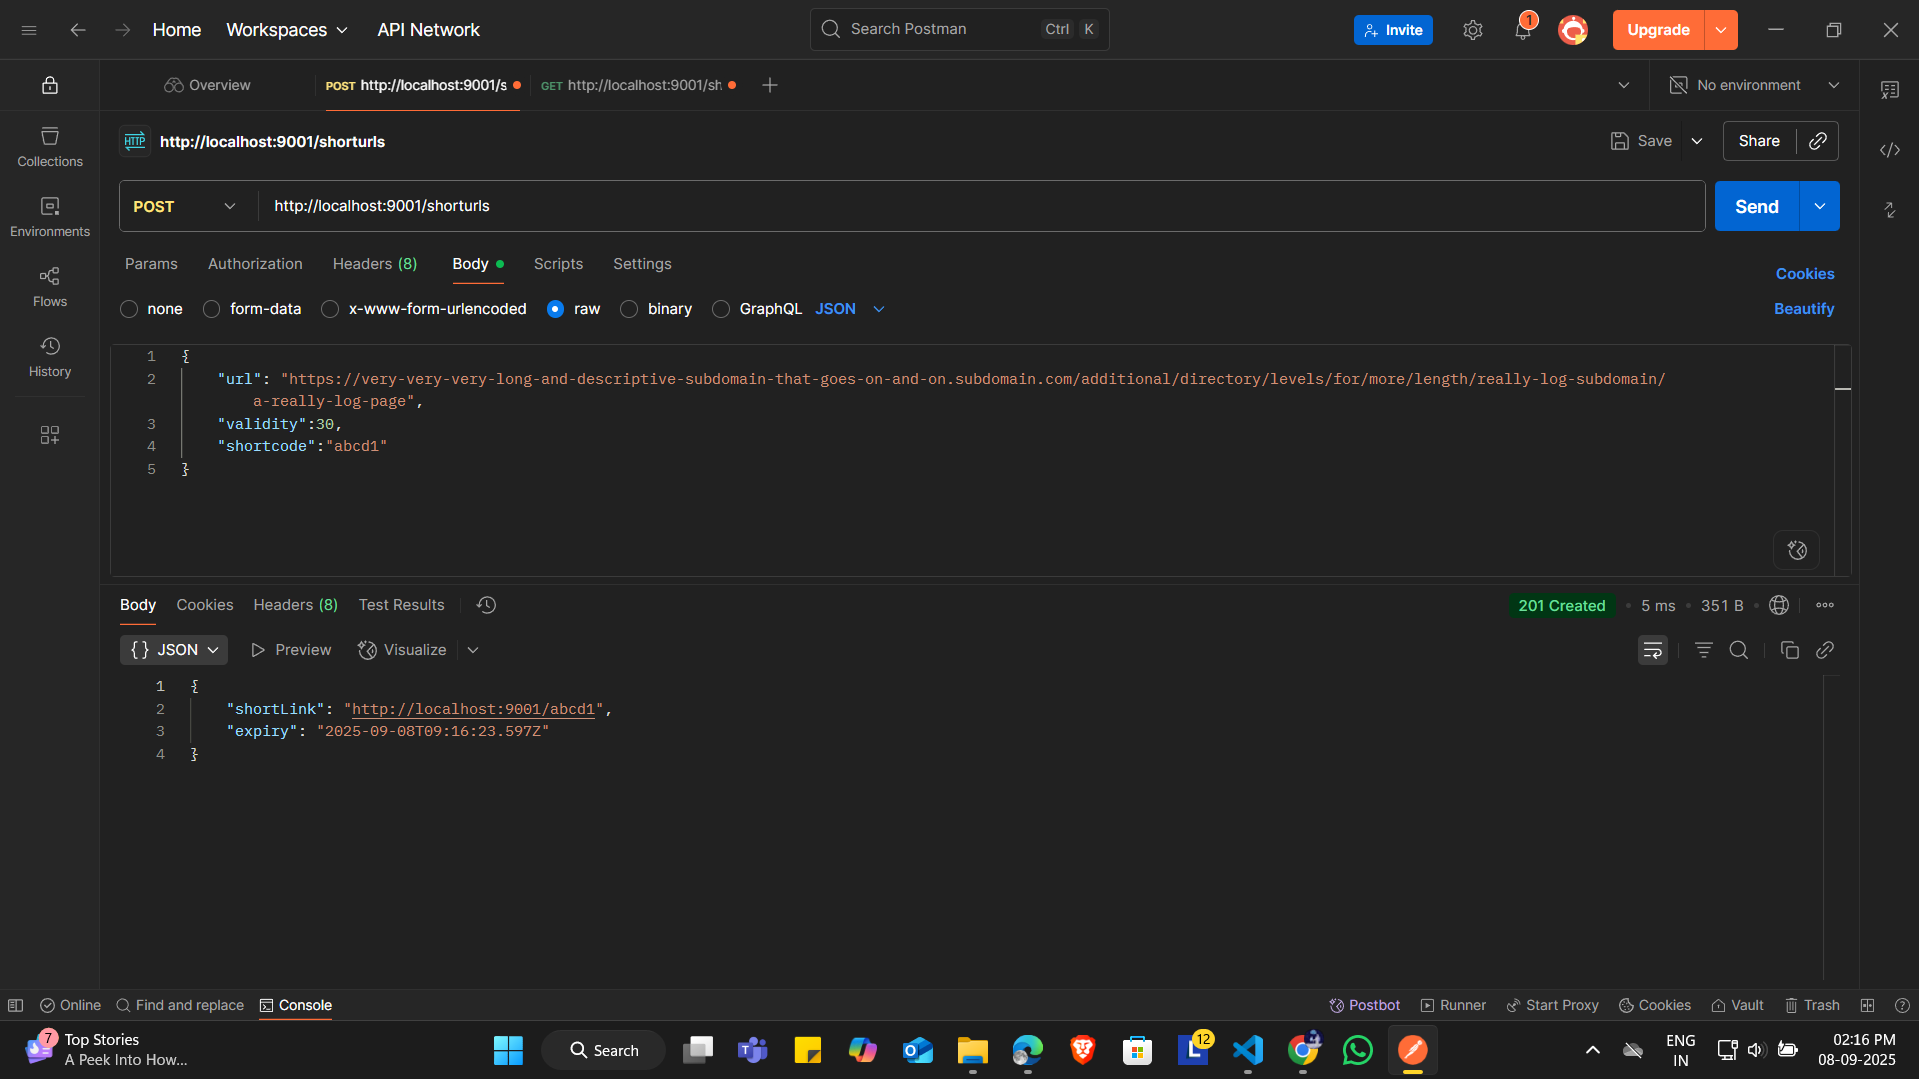 Home
Workspaces
API Network
Search Postman
Ctrl
K
Invite
1
Upgrade
Overview
POST http://localhost:9001/s
GET http://localhost:9001/sh
No environment
Collections
Environments
Flows
History
HTTP
http://localhost:9001/shorturls
Save
Share
POST
http://localhost:9001/shorturls
Send
Params
Authorization
Headers (8)
Body
Scripts
Settings
Cookies
none
form-data
x-www-form-urlencoded
raw
binary
GraphQL
JSON
Beautify
1 {
2 "url": "https://very-very-very-long-and-descriptive-subdomain-that-goes-on-and-on.subdomain.com/additional/directory/levels/for/more/length/really-log-subdomain/
a-really-log-page",
3 "validity":30,
4 "shortcode":"abcd1"
5 }
Body
Cookies
Headers (8)
Test Results
201 Created
5 ms
351 B
{} JSON
Preview
Visualize
1 {
2 "shortLink": "http://localhost:9001/abcd1",
3 "expiry": "2025-09-08T09:16:23.597Z"
4 }
Online
Find and replace
Console
Postbot
Runner
Start Proxy
Cookies
Vault
Trash
7
Top Stories
A Peek Into How...
Search
12
ENG
IN
02:16 PM
08-09-2025